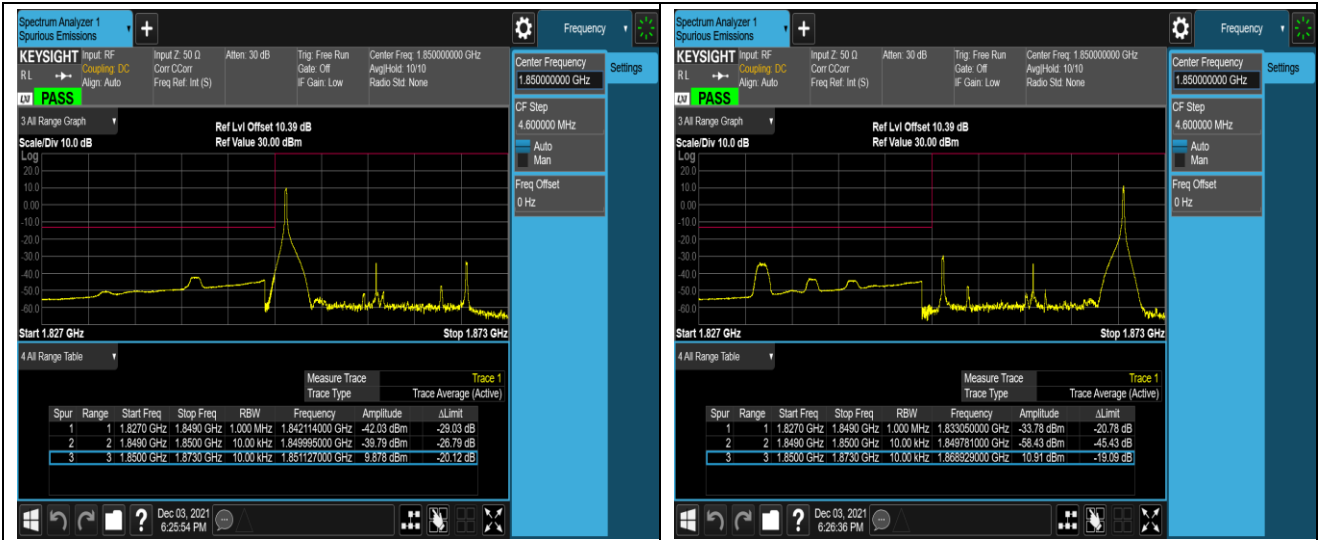 Spectrum Analyzer 1
Spurious Emissions
+
Frequency
KEYSIGHT Input: RF Input Z: 50 Ω Atten: 30 dB Trig: Free Run Center Freq: 1.850000000 GHz
Coupling: DC Corr CCorr Gate: Off Avg|Hold: 10/10
RL Align: Auto Freq Ref: Int (S) IF Gain: Low Radio Std: None
PASS
Center Frequency
1.850000000 GHz
Settings
CF Step
4.600000 MHz
Auto
Man
Freq Offset
0 Hz
3 All Range Graph
Ref Lvl Offset 10.39 dB
Scale/Div 10.0 dB Ref Value 30.00 dBm
Log
20.0
10.0
0.00
-10.0
-20.0
-30.0
-40.0
-50.0
-60.0
Start 1.827 GHz Stop 1.873 GHz
4 All Range Table
Measure Trace Trace 1
Trace Type Trace Average (Active)
Spur Range Start Freq Stop Freq RBW Frequency Amplitude ΔLimit
1 1 1.8270 GHz 1.8490 GHz 1.000 MHz 1.842114000 GHz -42.03 dBm -29.03 dB
2 2 1.8490 GHz 1.8500 GHz 10.00 kHz 1.849995000 GHz -39.79 dBm -26.79 dB
3 3 1.8500 GHz 1.8730 GHz 10.00 kHz 1.851127000 GHz 9.878 dBm -20.12 dB
?
Dec 03, 2021
6:25:54 PM
Spectrum Analyzer 1
Spurious Emissions
+
Frequency
KEYSIGHT Input: RF Input Z: 50 Ω Atten: 30 dB Trig: Free Run Center Freq: 1.850000000 GHz
Coupling: DC Corr CCorr Gate: Off Avg|Hold: 10/10
RL Align: Auto Freq Ref: Int (S) IF Gain: Low Radio Std: None
PASS
Center Frequency
1.850000000 GHz
Settings
CF Step
4.600000 MHz
Auto
Man
Freq Offset
0 Hz
3 All Range Graph
Ref Lvl Offset 10.39 dB
Scale/Div 10.0 dB Ref Value 30.00 dBm
Log
20.0
10.0
0.00
-10.0
-20.0
-30.0
-40.0
-50.0
-60.0
Start 1.827 GHz Stop 1.873 GHz
4 All Range Table
Measure Trace Trace 1
Trace Type Trace Average (Active)
Spur Range Start Freq Stop Freq RBW Frequency Amplitude ΔLimit
1 1 1.8270 GHz 1.8490 GHz 1.000 MHz 1.833050000 GHz -33.78 dBm -20.78 dB
2 2 1.8490 GHz 1.8500 GHz 10.00 kHz 1.849781000 GHz -58.43 dBm -45.43 dB
3 3 1.8500 GHz 1.8730 GHz 10.00 kHz 1.868929000 GHz 10.91 dBm -19.09 dB
?
Dec 03, 2021
6:26:36 PM